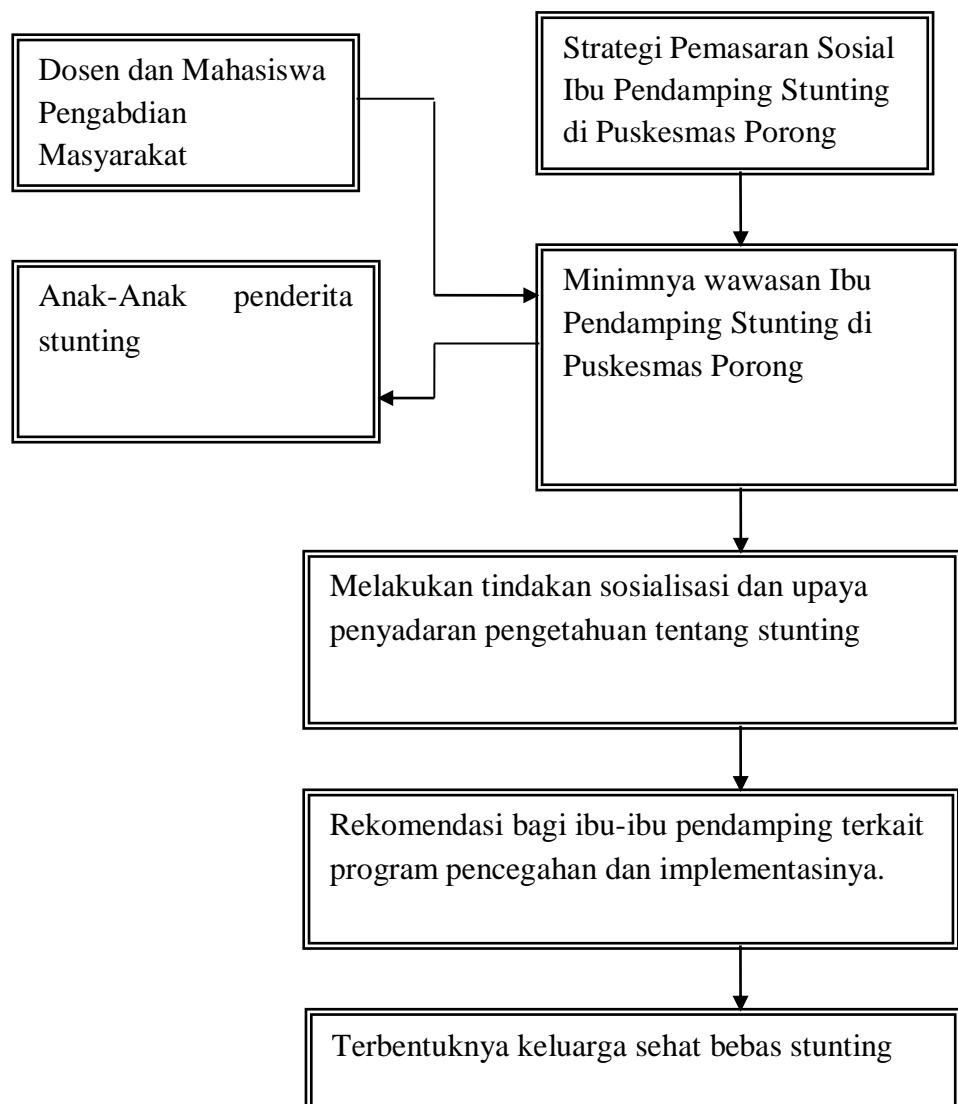 Dosen dan Mahasiswa
Pengabdian
Masyarakat
Strategi Pemasaran Sosial
Ibu Pendamping Stunting
di Puskesmas Porong
Anak-Anak penderita
stunting
Minimnya wawasan Ibu
Pendamping Stunting di
Puskesmas Porong
Melakukan tindakan sosialisasi dan upaya
penyadaran pengetahuan tentang stunting
Rekomendasi bagi ibu-ibu pendamping terkait
program pencegahan dan implementasinya.
Terbentuknya keluarga sehat bebas stunting